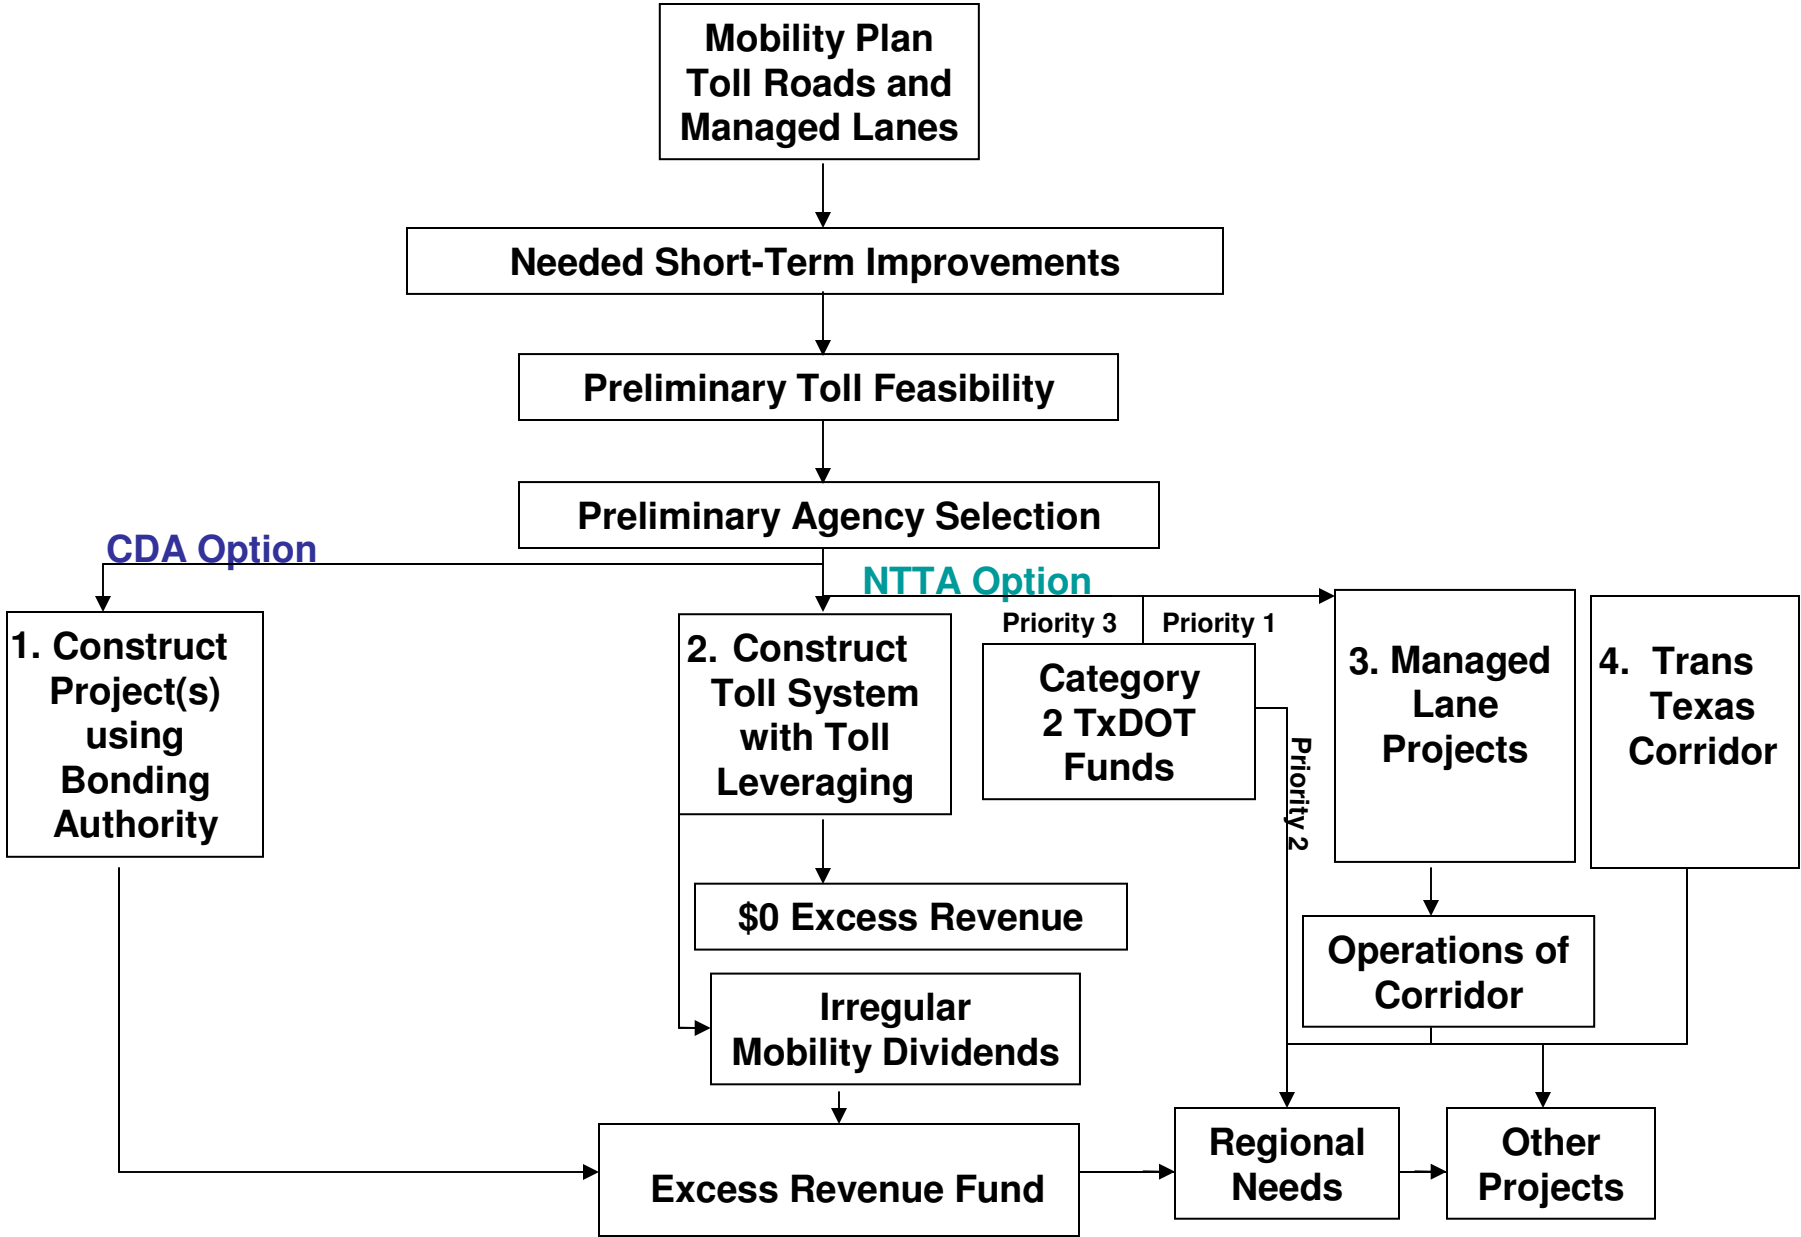 Mobility Plan
Toll Roads and
Managed Lanes
Needed Short-Term Improvements
Preliminary Toll Feasibility
Preliminary Agency Selection
CDA Option
NTTA Option
1. Construct
Project(s)
using
Bonding
Authority
2. Construct
Toll System
with Toll
Leveraging
Priority 3
Priority 1
Category
2 TxDOT
Funds
Priority 2
3. Managed
Lane
Projects
4. Trans
Texas
Corridor
$0 Excess Revenue
Operations of
Corridor
Irregular
Mobility Dividends
Excess Revenue Fund
Regional
Needs
Other
Projects